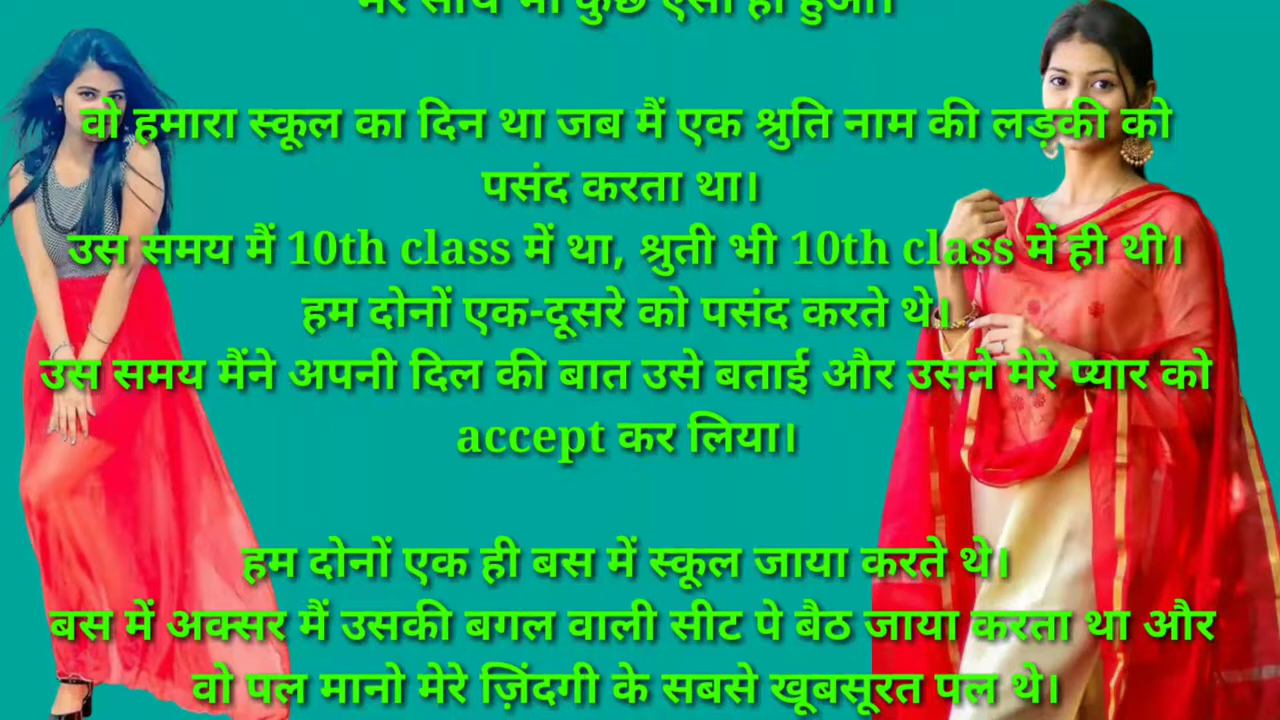 मेरे साथ भी कुछ ऐसा ही हुआ।
वो हमारा स्कूल का दिन था जब मैं एक श्रुति नाम की लड़की को
पसंद करता था।
उस समय मैं 10th class में था, श्रुती भी 10th class में ही थी।
हम दोनों एक-दूसरे को पसंद करते थे।
उस समय मैंने अपनी दिल की बात उसे बताई और उसने मेरे प्यार को
accept कर लिया।
हम दोनों एक ही बस में स्कूल जाया करते थे।
बस में अक्सर मैं उसकी बगल वाली सीट पे बैठ जाया करता था और
वो पल मानो मेरे ज़िंदगी के सबसे खूबसूरत पल थे।